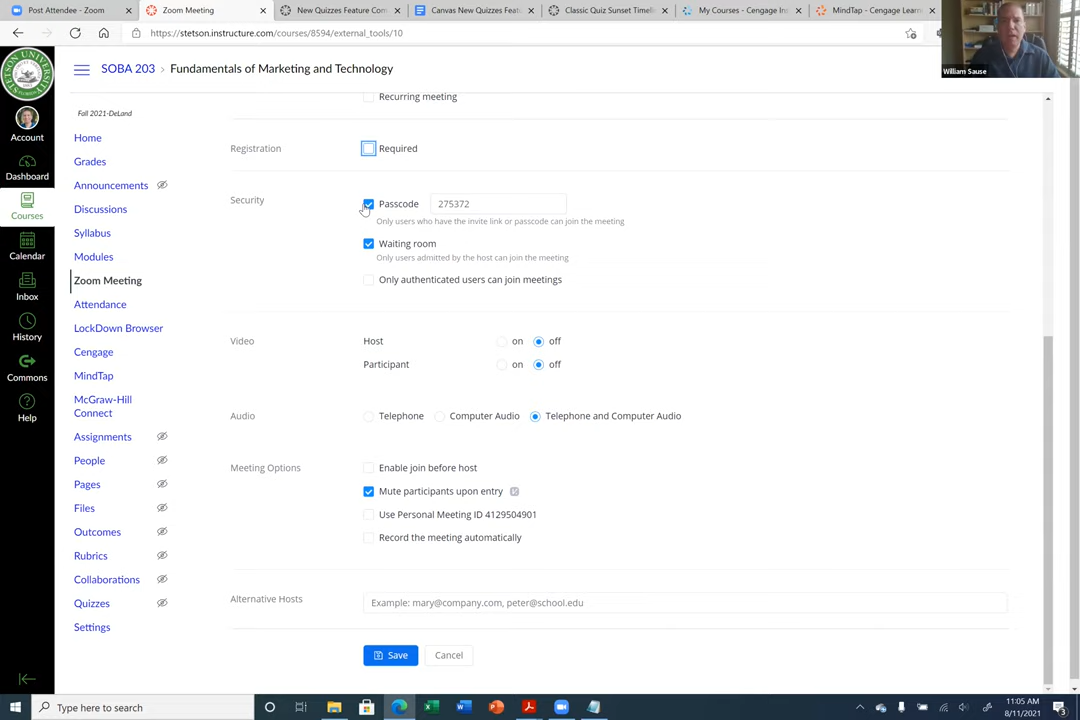 Post Attendee - Zoom
Zoom Meeting
New Quizzes Feature Com
Canvas New Quizzes Featu
Classic Quiz Sunset Timeli
My Courses - Cengage In
MindTap - Cengage Learn
https://stetson.instructure.com/courses/8594/external_tools/10
William Sause
STETSON UNIVERSITY
SOBA 203 › Fundamentals of Marketing and Technology
Account
Dashboard
Courses
Calendar
Inbox
History
Commons
Help
Fall 2021-DeLand
Home
Grades
Announcements
Discussions
Syllabus
Modules
Zoom Meeting
Attendance
LockDown Browser
Cengage
MindTap
McGraw-Hill
Connect
Assignments
People
Pages
Files
Outcomes
Rubrics
Collaborations
Quizzes
Settings
Recurring meeting
Registration
Required
Security
Passcode
275372
Only users who have the invite link or passcode can join the meeting
Waiting room
Only users admitted by the host can join the meeting
Only authenticated users can join meetings
Video
Host
on
off
Participant
on
off
Audio
Telephone
Computer Audio
Telephone and Computer Audio
Meeting Options
Enable join before host
Mute participants upon entry
Use Personal Meeting ID 4129504901
Record the meeting automatically
Alternative Hosts
Example: mary@company.com, peter@school.edu
Save
Cancel
Type here to search
11:05 AM
8/11/2021
3